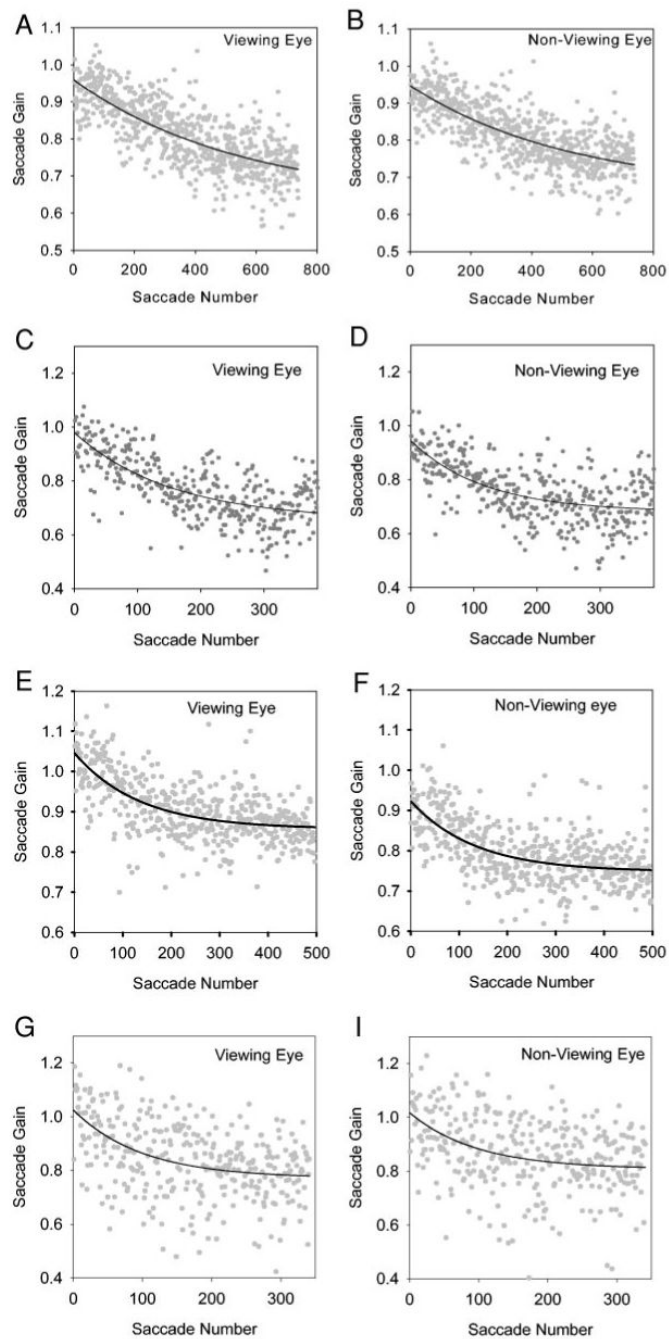 A
Viewing Eye
1.1
1.0
0.9
0.8
0.7
0.6
0.5
Saccade Gain
0 200 400 600 800
Saccade Number
B
Non-Viewing Eye
1.1
1.0
0.9
0.8
0.7
0.6
0.5
Saccade Gain
0 200 400 600 800
Saccade Number
C
Viewing Eye
1.2
1.0
0.8
0.6
0.4
Saccade Gain
0 100 200 300
Saccade Number
D
Non-Viewing Eye
1.2
1.0
0.8
0.6
0.4
Saccade Gain
0 100 200 300
Saccade Number
E
Viewing Eye
1.2
1.1
1.0
0.9
0.8
0.7
0.6
Saccade Gain
0 100 200 300 400 500
Saccade Number
F
Non-Viewing eye
1.2
1.1
1.0
0.9
0.8
0.7
0.6
Saccade Gain
0 100 200 300 400 500
Saccade Number
G
Viewing Eye
1.2
1.0
0.8
0.6
0.4
Saccade Gain
0 100 200 300
Saccade Number
I
Non-Viewing Eye
1.2
1.0
0.8
0.6
0.4
Saccade Gain
0 100 200 300
Saccade Number